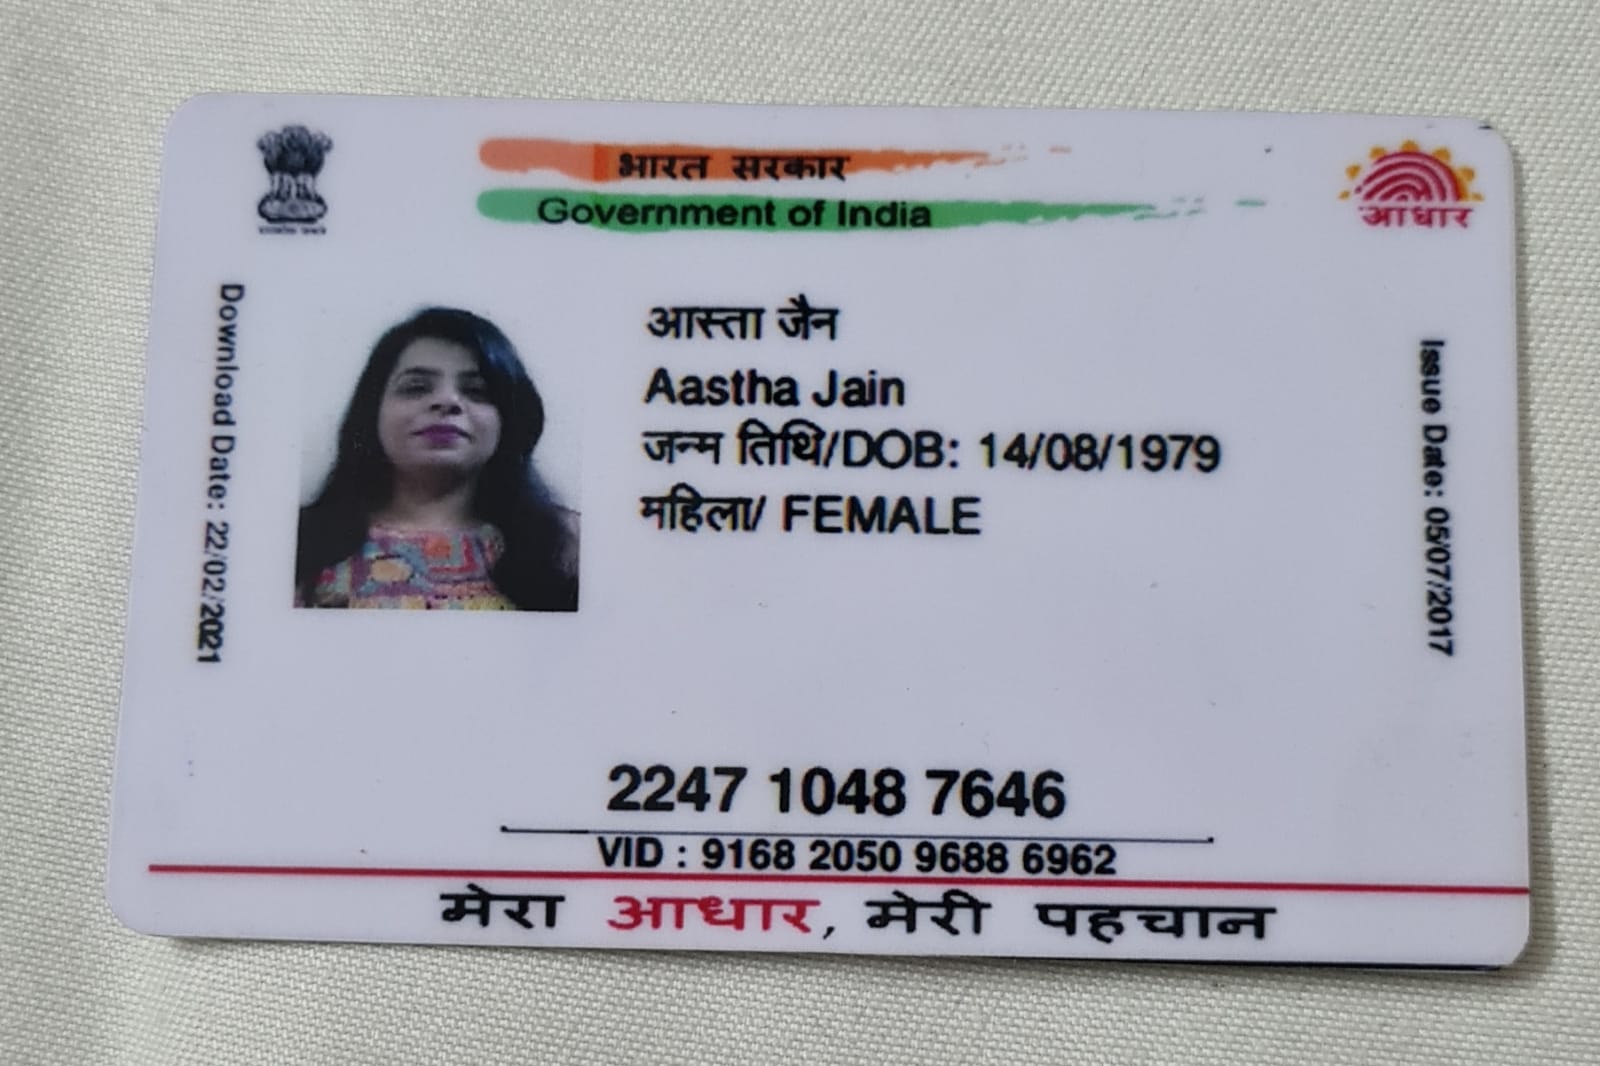 भारत सरकार
Government of India
आधार
Download Date: 22/02/2021
आस्ता जैन
Aastha Jain
जन्म तिथि/DOB: 14/08/1979
महिला/ FEMALE
Issue Date: 05/07/2017
2247 1048 7646
VID : 9168 2050 9688 6962
मेरा आधार, मेरी पहचान